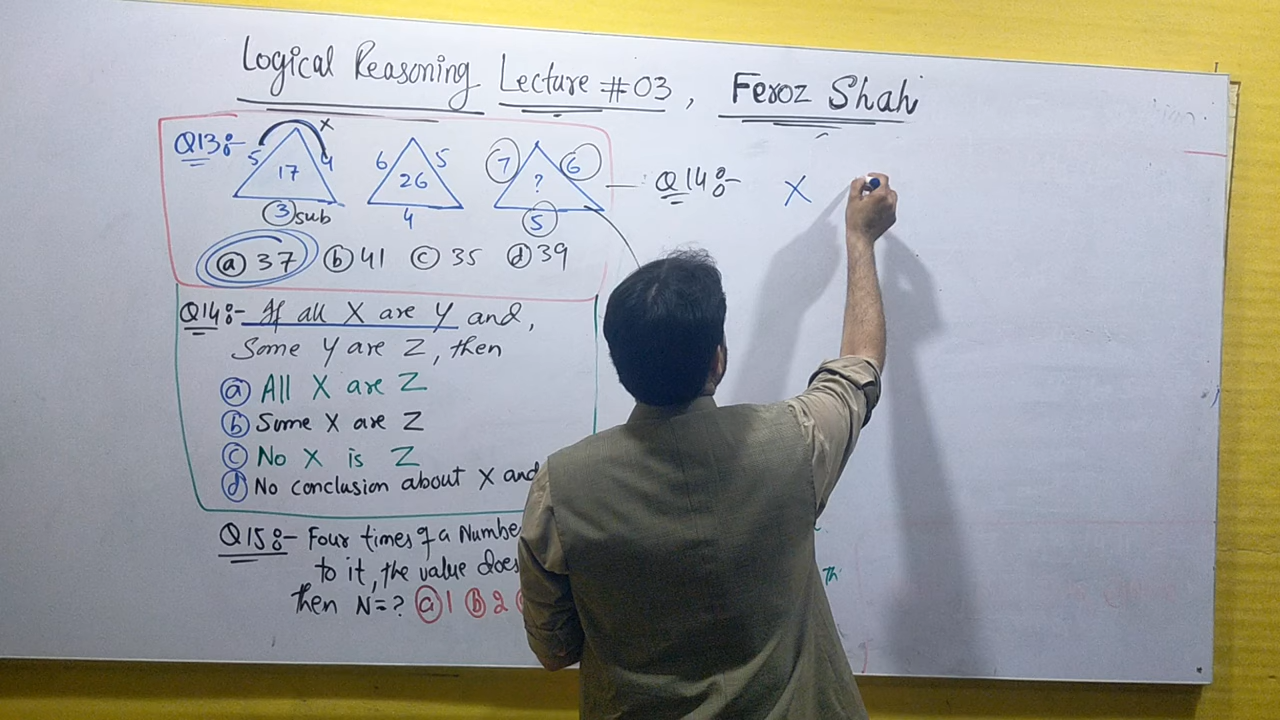 Logical Reasoning Lecture #03, Feroz Shah
Q13:- 5 17 4 x 6 26 5 7 ? 6
3 sub 4 5
(a) 37 (b) 41 (c) 35 (d) 39
Q14:- If all X are Y and,
Some Y are Z, then
(a) All X are Z
(b) Some X are Z
(c) No X is Z
(d) No conclusion about X and
Q15:- Four times of a Numbe
to it, the value does
then N=? (a) 1 (b) 2
Q14:- X